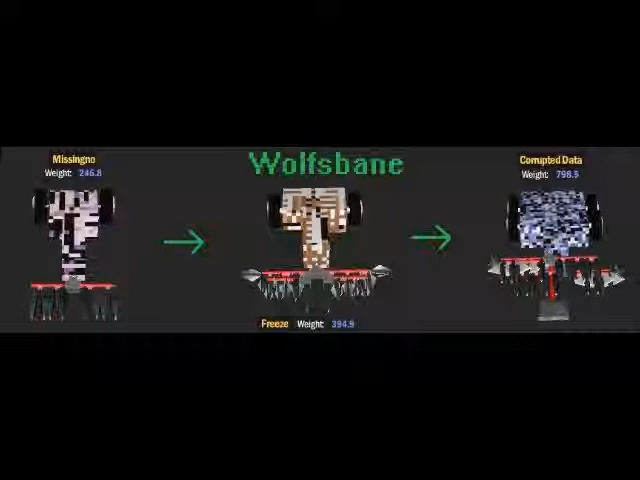 Missingno
Weight: 246.8
Wolfsbane
Freeze Weight: 394.9
Corrupted Data
Weight: 798.5